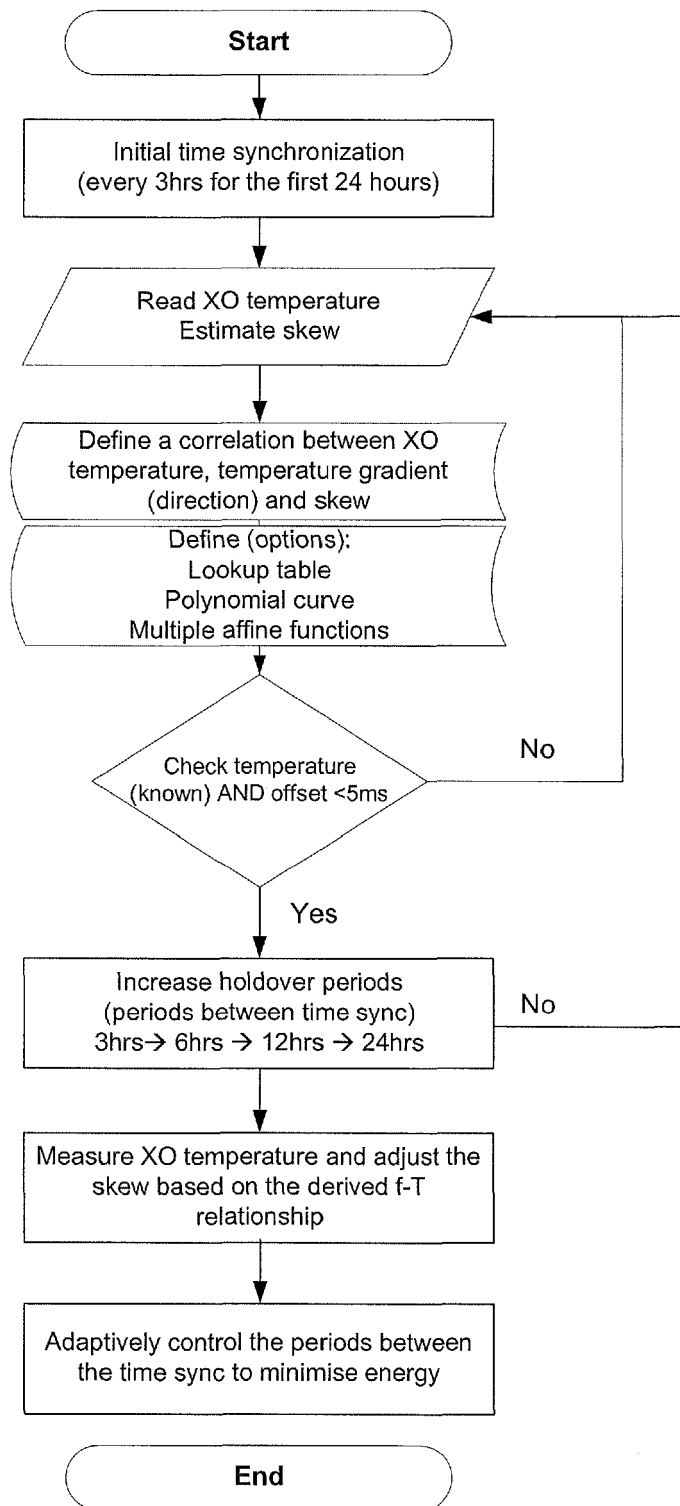 Start
Initial time synchronization
(every 3hrs for the first 24 hours)
Read XO temperature
Estimate skew
Define a correlation between XO
temperature, temperature gradient
(direction) and skew
Define (options):
Lookup table
Polynomial curve
Multiple affine functions
No
Check temperature
(known) AND offset <5ms
Yes
Increase holdover periods
(periods between time sync)
3hrs→ 6hrs → 12hrs → 24hrs
No
Measure XO temperature and adjust the
skew based on the derived f-T
relationship
Adaptively control the periods between
the time sync to minimise energy
End